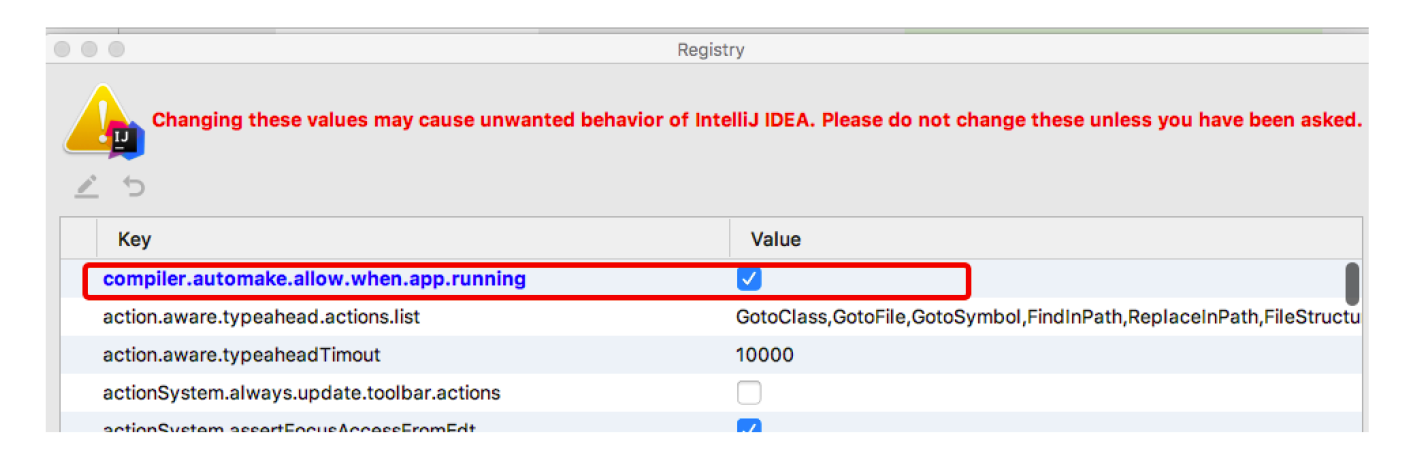 Registry
IJ
Changing these values may cause unwanted behavior of IntelliJ IDEA. Please do not change these unless you have been asked.
Key Value
compiler.automake.allow.when.app.running
action.aware.typeahead.actions.list GotoClass,GotoFile,GotoSymbol,FindInPath,ReplaceInPath,FileStructu
action.aware.typeaheadTimout 10000
actionSystem.always.update.toolbar.actions
actionSystem.assertFocusAccessFromEdt